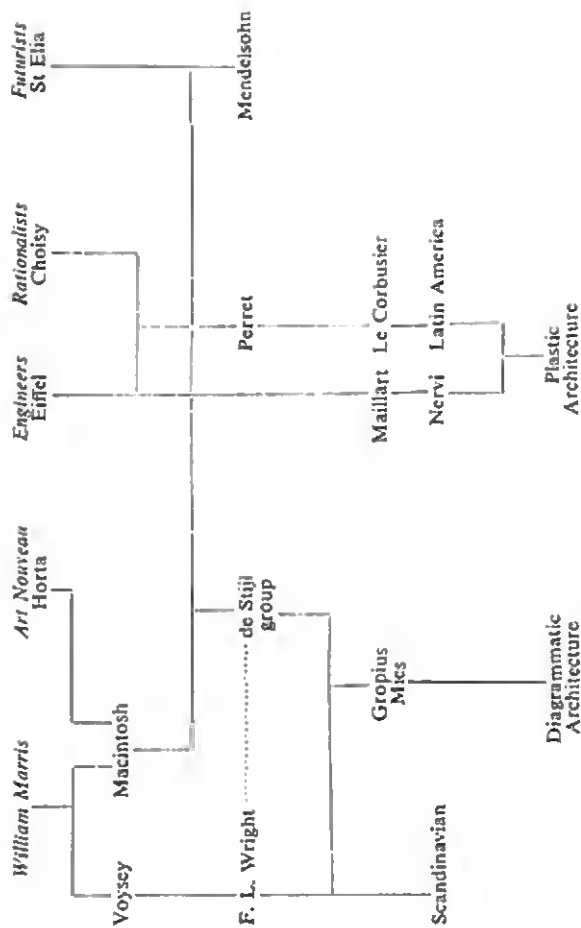 William Marris
Art Nouveau
Horta
Engineers
Eiffel
Rationalists
Choisy
Futurists
St Elia
Voysey
Macintosh
F. L. Wright
de Stijl
group
Perret
Mendelsohn
Gropius
Mies
Maillart
Le Corbusier
Scandinavian
Nervi
Latin America
Diagrammatic
Architecture
Plastic
Architecture